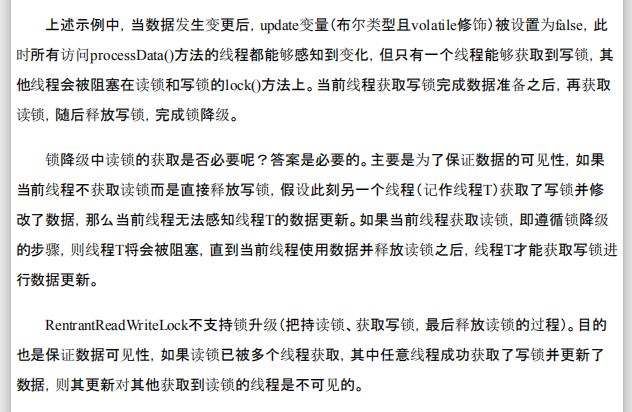 上述示例中，当数据发生变更后，update变量（布尔类型且volatile修饰）被设置为false，此
时所有访问processData()方法的线程都能够感知到变化，但只有一个线程能够获取到写锁，其
他线程会被阻塞在读锁和写锁的lock()方法上。当前线程获取写锁完成数据准备之后，再获取
读锁，随后释放写锁，完成锁降级。
锁降级中读锁的获取是否必要呢？答案是必要的。主要是为了保证数据的可见性，如果
当前线程不获取读锁而是直接释放写锁，假设此刻另一个线程（记作线程T）获取了写锁并修
改了数据，那么当前线程无法感知线程T的数据更新。如果当前线程获取读锁，即遵循锁降级
的步骤，则线程T将会被阻塞，直到当前线程使用数据并释放读锁之后，线程T才能获取写锁进
行数据更新。
RentrantReadWriteLock不支持锁升级（把持读锁、获取写锁，最后释放读锁的过程）。目的
也是保证数据可见性，如果读锁已被多个线程获取，其中任意线程成功获取了写锁并更新了
数据，则其更新对其他获取到读锁的线程是不可见的。